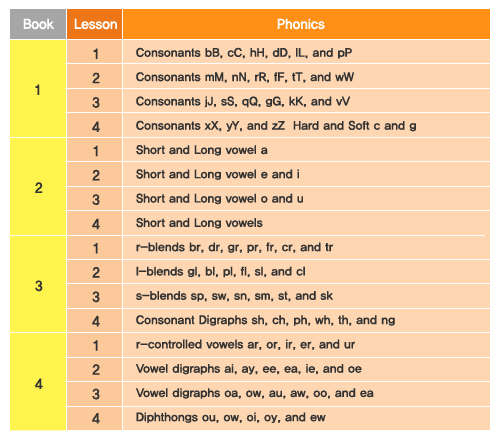 Book Lesson Phonics
1
1 Consonants bB, cC, hH, dD, lL, and pP
2 Consonants mM, nN, rR, fF, tT, and wW
3 Consonants jJ, sS, qQ, gG, kK, and vV
4 Consonants xX, yY, and zZ Hard and Soft c and g
2
1 Short and Long vowel a
2 Short and Long vowel e and i
3 Short and Long vowel o and u
4 Short and Long vowels
3
1 r-blends br, dr, gr, pr, fr, cr, and tr
2 l-blends gl, bl, pl, fl, sl, and cl
3 s-blends sp, sw, sn, sm, st, and sk
4 Consonant Digraphs sh, ch, ph, wh, th, and ng
4
1 r-controlled vowels ar, or, ir, er, and ur
2 Vowel digraphs ai, ay, ee, ea, ie, and oe
3 Vowel digraphs oa, ow, au, aw, oo, and ea
4 Diphthongs ou, ow, oi, oy, and ew